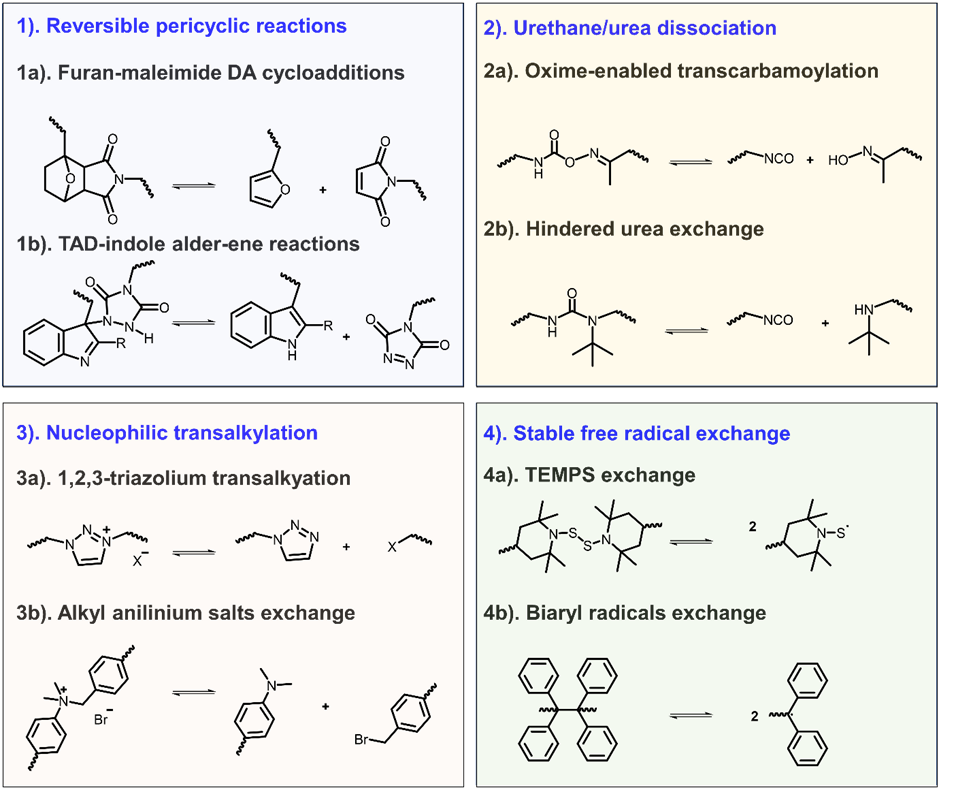 1). Reversible pericyclic reactions
1a). Furan-maleimide DA cycloadditions
O
O
N
O
O
+
O
N
O
1b). TAD-indole alder-ene reactions
N
O
O
N
N
H
R
N
R
N
H
+
N
O
O
N
N
2). Urethane/urea dissociation
2a). Oxime-enabled transcarbamoylation
O
N
H
O
N
NCO
+
HO
N
2b). Hindered urea exchange
O
N
H
N
NCO
+
HN
3). Nucleophilic transalkylation
3a). 1,2,3-triazolium transalkyation
N
N
+
N
X
−
N
N
N
+
X
3b). Alkyl anilinium salts exchange
N
+
Br
−
N
+
Br
4). Stable free radical exchange
4a). TEMPS exchange
N
S
S
N
2
N
S
4b). Biaryl radicals exchange
2